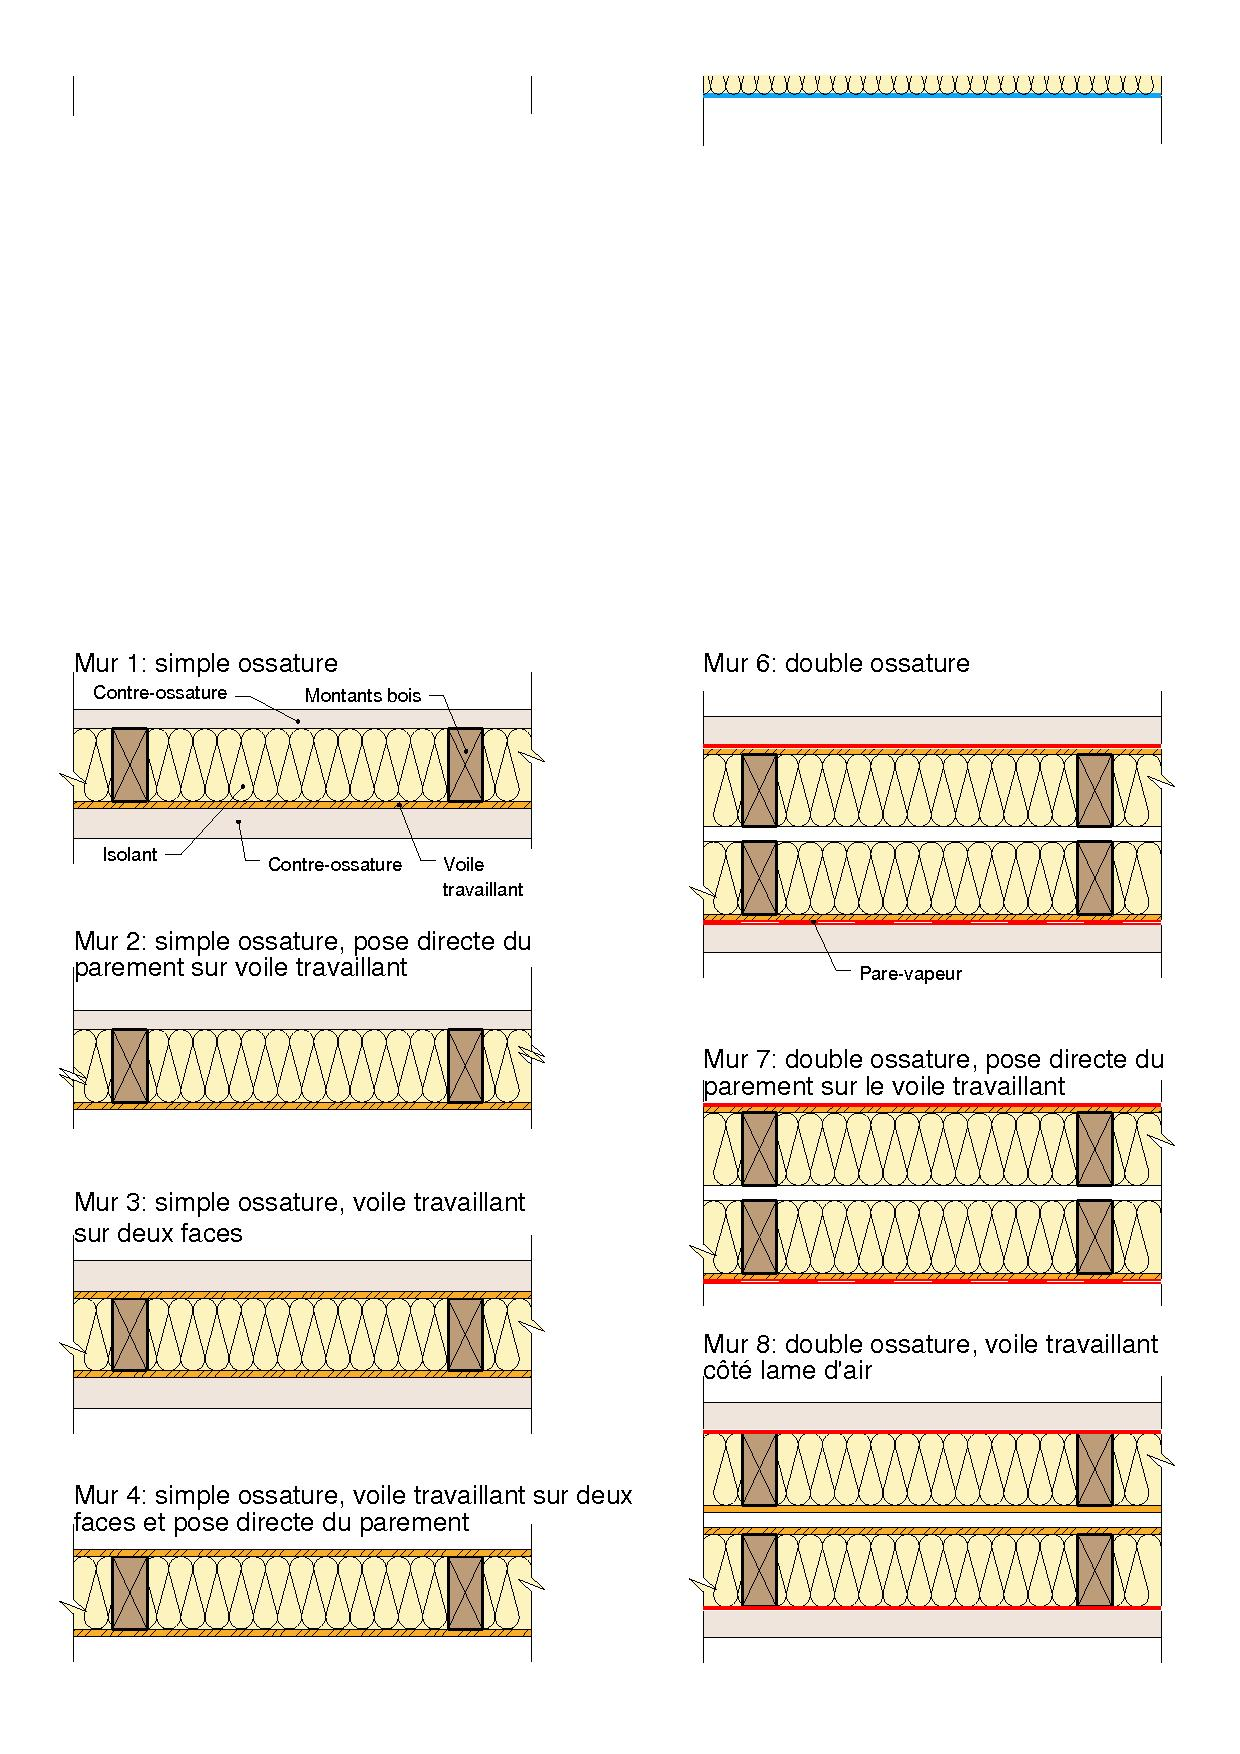 Mur 1: simple ossature
Contre-ossature
Montants bois
Isolant
Contre-ossature
Voile
travaillant
Mur 2: simple ossature, pose directe du
parement sur voile travaillant
Mur 3: simple ossature, voile travaillant
sur deux faces
Mur 4: simple ossature, voile travaillant sur deux
faces et pose directe du parement
Mur 6: double ossature
Pare-vapeur
Mur 7: double ossature, pose directe du
parement sur le voile travaillant
Mur 8: double ossature, voile travaillant
côté lame d'air